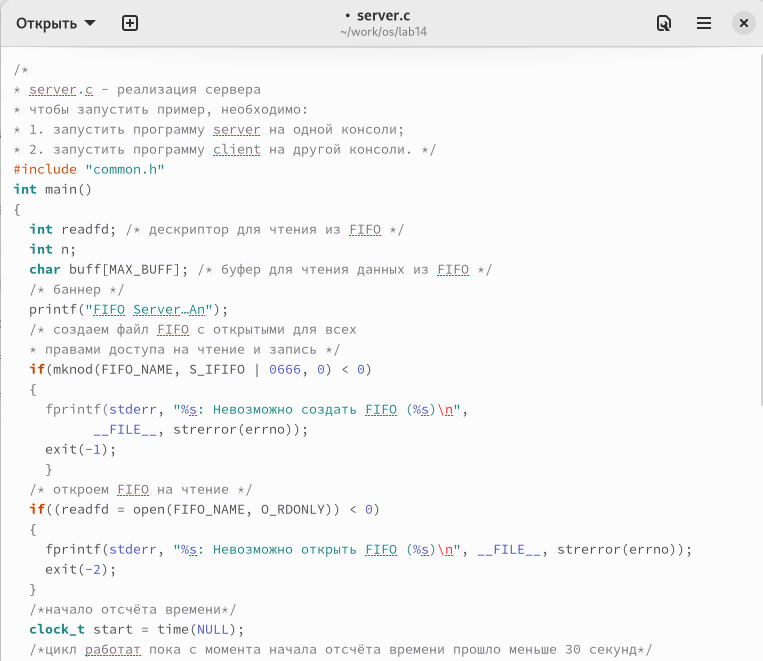 Открыть
• server.c
~/work/os/lab14
/*
* server.c - реализация сервера
* чтобы запустить пример, необходимо:
* 1. запустить программу server на одной консоли;
* 2. запустить программу client на другой консоли. */
#include "common.h"
int main()
{
int readfd; /* дескриптор для чтения из FIFO */
int n;
char buff[MAX_BUFF]; /* буфер для чтения данных из FIFO */
/* баннер */
printf("FIFO Server…An");
/* создаем файл FIFO с открытыми для всех
* правами доступа на чтение и запись */
if(mknod(FIFO_NAME, S_IFIFO | 0666, 0) < 0)
{
fprintf(stderr, "%s: Невозможно создать FIFO (%s)\n",
__FILE__, strerror(errno));
exit(-1);
}
/* откроем FIFO на чтение */
if((readfd = open(FIFO_NAME, O_RDONLY)) < 0)
{
fprintf(stderr, "%s: Невозможно открыть FIFO (%s)\n", __FILE__, strerror(errno));
exit(-2);
}
/*начало отсчёта времени*/
clock_t start = time(NULL);
/*цикл работат пока с момента начала отсчёта времени прошло меньше 30 секунд*/